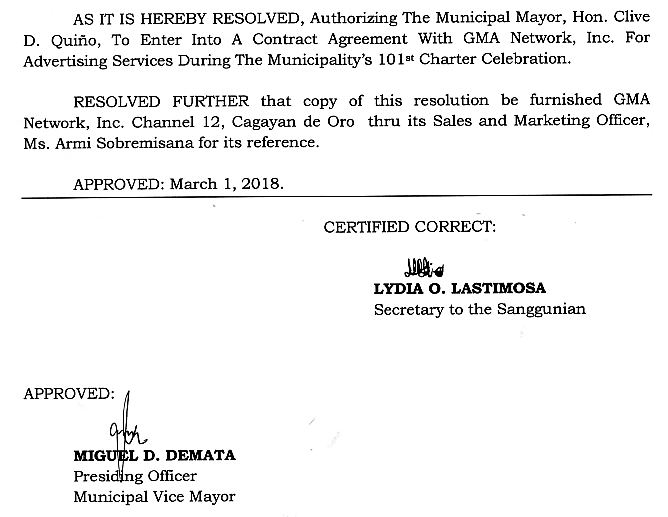 AS IT IS HEREBY RESOLVED, Authorizing The Municipal Mayor, Hon. Clive
D. Quiño, To Enter Into A Contract Agreement With GMA Network, Inc. For
Advertising Services During The Municipality's 101st Charter Celebration.
RESOLVED FURTHER that copy of this resolution be furnished GMA
Network, Inc. Channel 12, Cagayan de Oro thru its Sales and Marketing Officer,
Ms. Armi Sobremisana for its reference.
APPROVED: March 1, 2018.
CERTIFIED CORRECT:
LYDIA O. LASTIMOSA
Secretary to the Sanggunian
APPROVED:
MIGUEL D. DEMATA
Presiding Officer
Municipal Vice Mayor